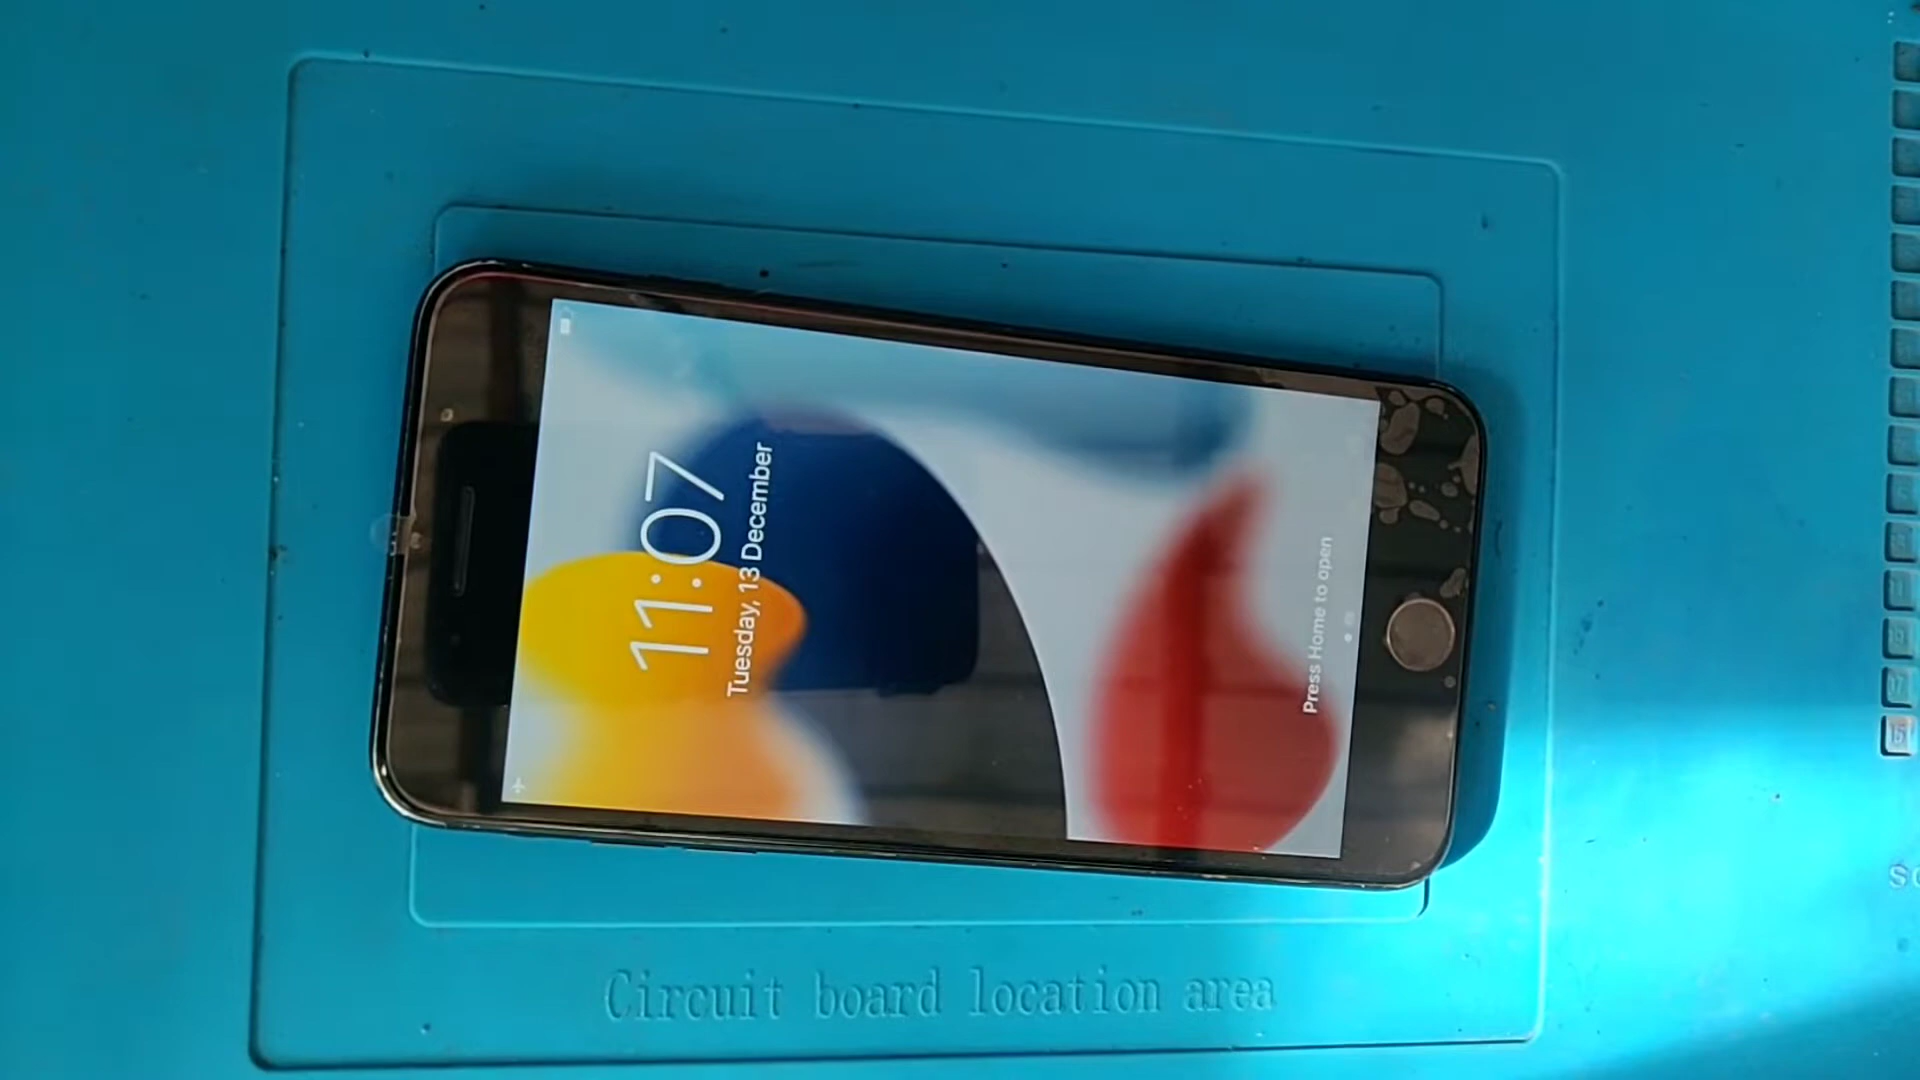 11:07
Tuesday, 13 December
Press Home to open
Circuit board location area